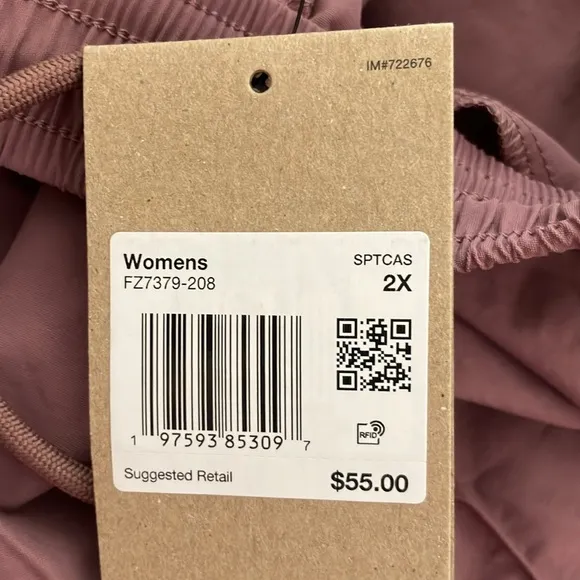 IM#722676
Womens SPTCAS
FZ7379-208 2X
1 97593 85309 7
RFID
Suggested Retail $55.00